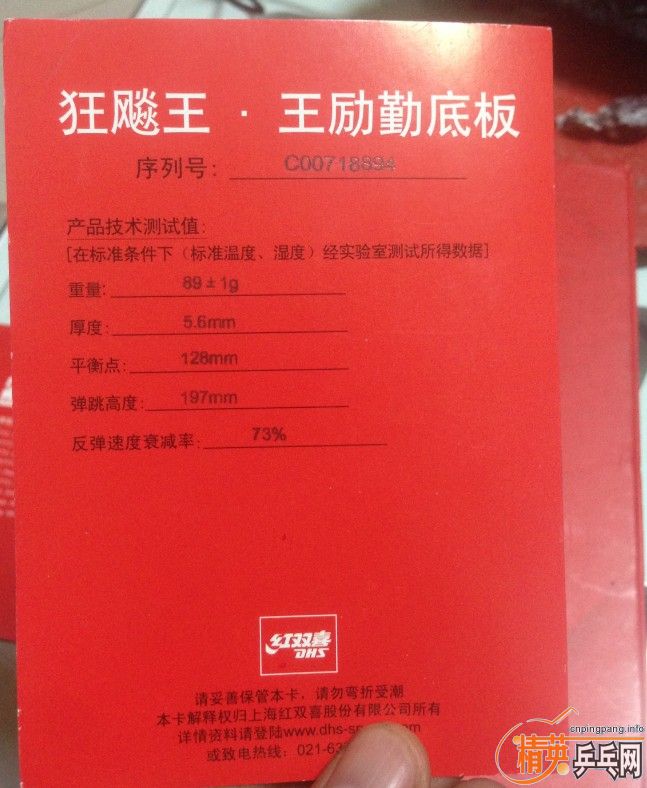 狂飚王 · 王励勤底板
序列号: C00718894
产品技术测试值:
[在标准条件下（标准温度、湿度）经实验室测试所得数据]
重量: 89±1g
厚度: 5.6mm
平衡点: 128mm
弹跳高度: 197mm
反弹速度衰减率: 73%
红双喜
DHS
请妥善保管本卡，请勿弯折受潮
本卡解释权归上海红双喜股份有限公司所有
详情资料请登陆www.dhs-sp
或致电热线: 021-63
cnpingpang.info
精英乒乓网